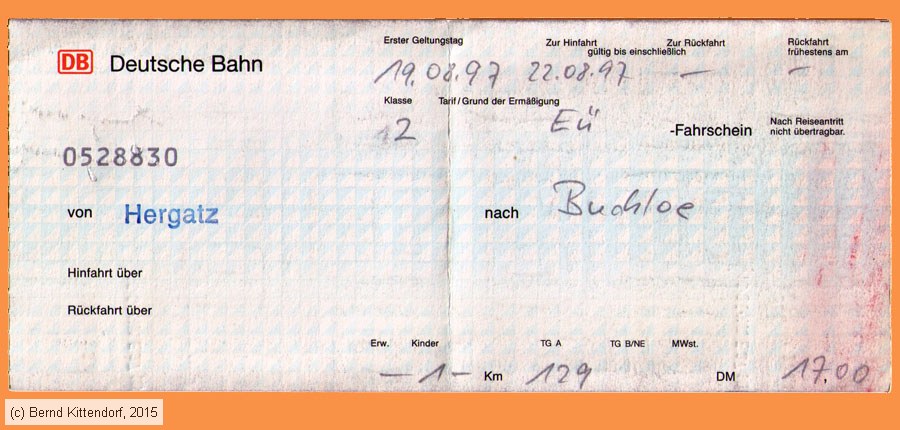 DB Deutsche Bahn
Erster Geltungstag
Zur Hinfahrt
Zur Rückfahrt
gültig bis einschließlich
Rückfahrt
frühestens am
19.08.97 22.08.97 — —
Klasse Tarif/Grund der Ermäßigung
2 Eü -Fahrschein
Nach Reiseantritt
nicht übertragbar.
0528830
von Hergatz nach Buchloe
Hinfahrt über
Rückfahrt über
Erw. Kinder TG A TG B/NE MWSt.
— 1 — Km 129 DM 17,00
(c) Bernd Kittendorf, 2015